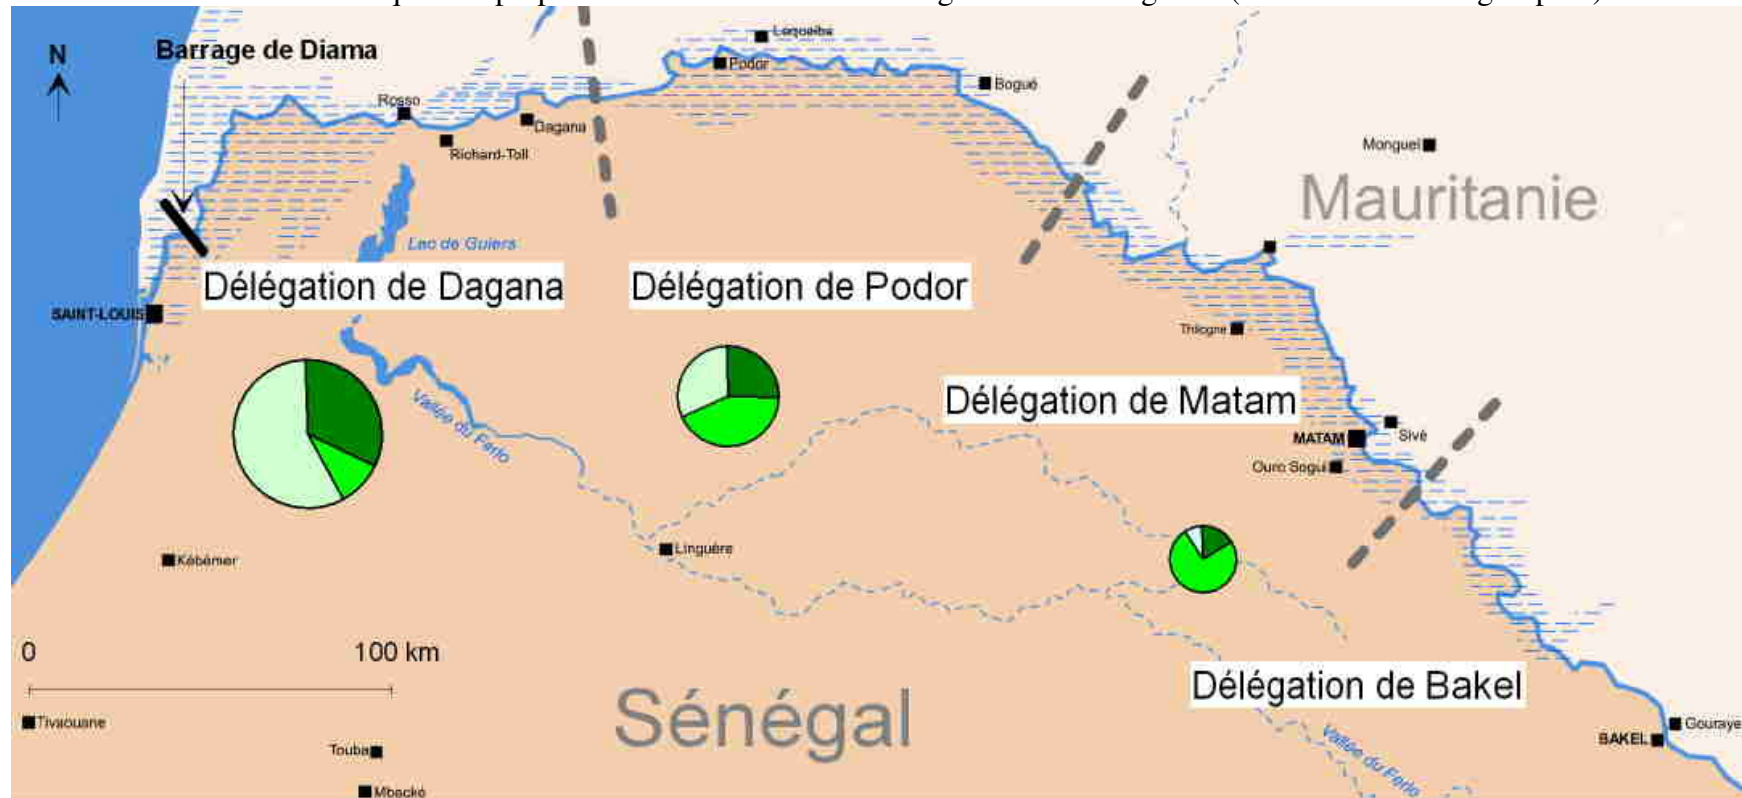 N
Barrage de Diama
Leqceiba
Podor
Bogué
Rosso
Dagana
Richard-Toll
Monguel
Mauritanie
Lac de Guiers
Délégation de Dagana
Délégation de Podor
SAINT-LOUIS
Thilogne
Délégation de Matam
Vallée du Ferlo
MATAM
Sivé
Ouro Sogui
Kébémer
Linguère
0
100 km
Délégation de Bakel
Sénégal
Tivaouane
Touba
Gouraye
BAKEL
Vallée du Ferlo
Mbacké